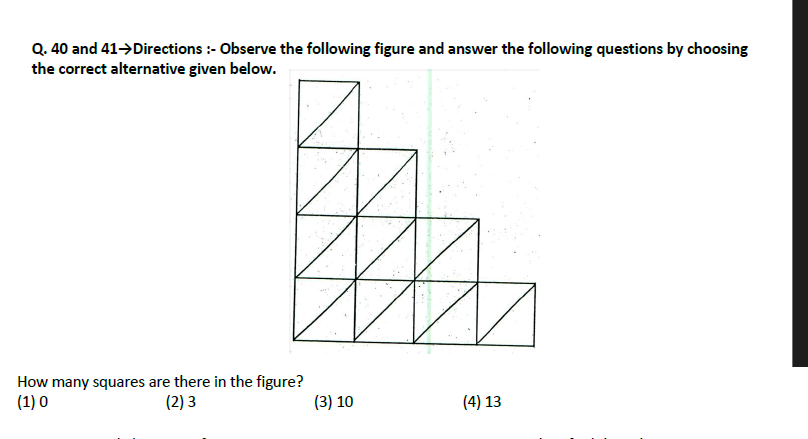 Q. 40 and 41→Directions :- Observe the following figure and answer the following questions by choosing
the correct alternative given below.
How many squares are there in the figure?
(1) 0 (2) 3 (3) 10 (4) 13